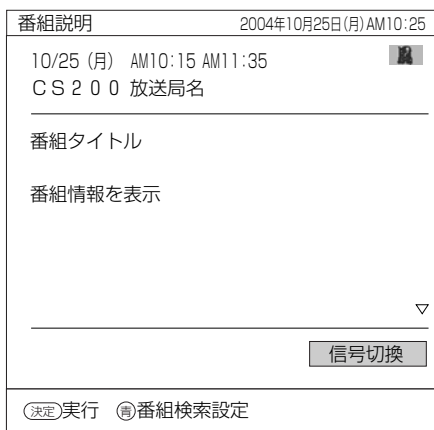 番組説明 2004年10月25日(月)AM10:25
10/25（月） AM10:15 AM11:35
ＣＳ２００ 放送局名
番組タイトル
番組情報を表示
信号切換
決定 実行 青 番組検索設定